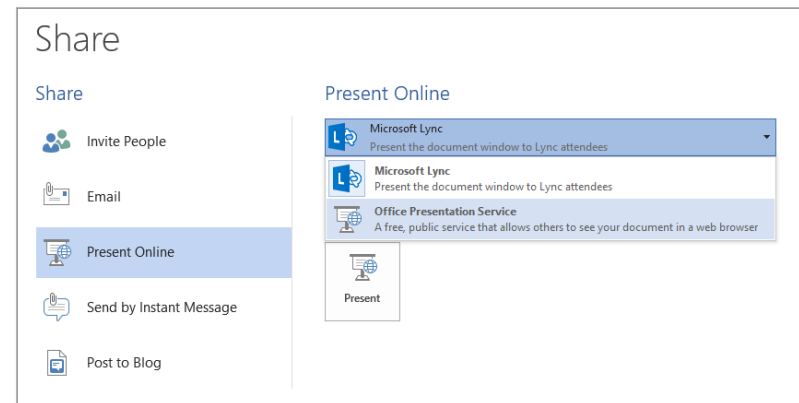 Share
Share
Invite People
Email
Present Online
Send by Instant Message
Post to Blog
Present Online
Microsoft Lync
Present the document window to Lync attendees
Microsoft Lync
Present the document window to Lync attendees
Office Presentation Service
A free, public service that allows others to see your document in a web browser
Present